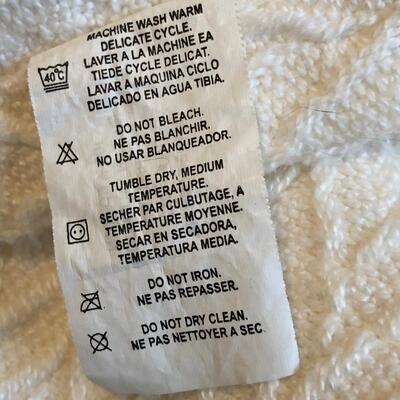 MACHINE WASH WARM
DELICATE CYCLE.
LAVER A LA MACHINE EA
TIEDE CYCLE DELICAT.
LAVAR A MAQUINA CICLO
DELICADO EN AGUA TIBIA.
40°C
DO NOT BLEACH.
NE PAS BLANCHIR.
NO USAR BLANQUEADOR.
TUMBLE DRY, MEDIUM
TEMPERATURE.
SECHER PAR CULBUTAGE, A
TEMPERATURE MOYENNE.
SECAR EN SECADORA,
TEMPERATURA MEDIA.
DO NOT IRON.
NE PAS REPASSER.
DO NOT DRY CLEAN.
NE PAS NETTOYER A SEC